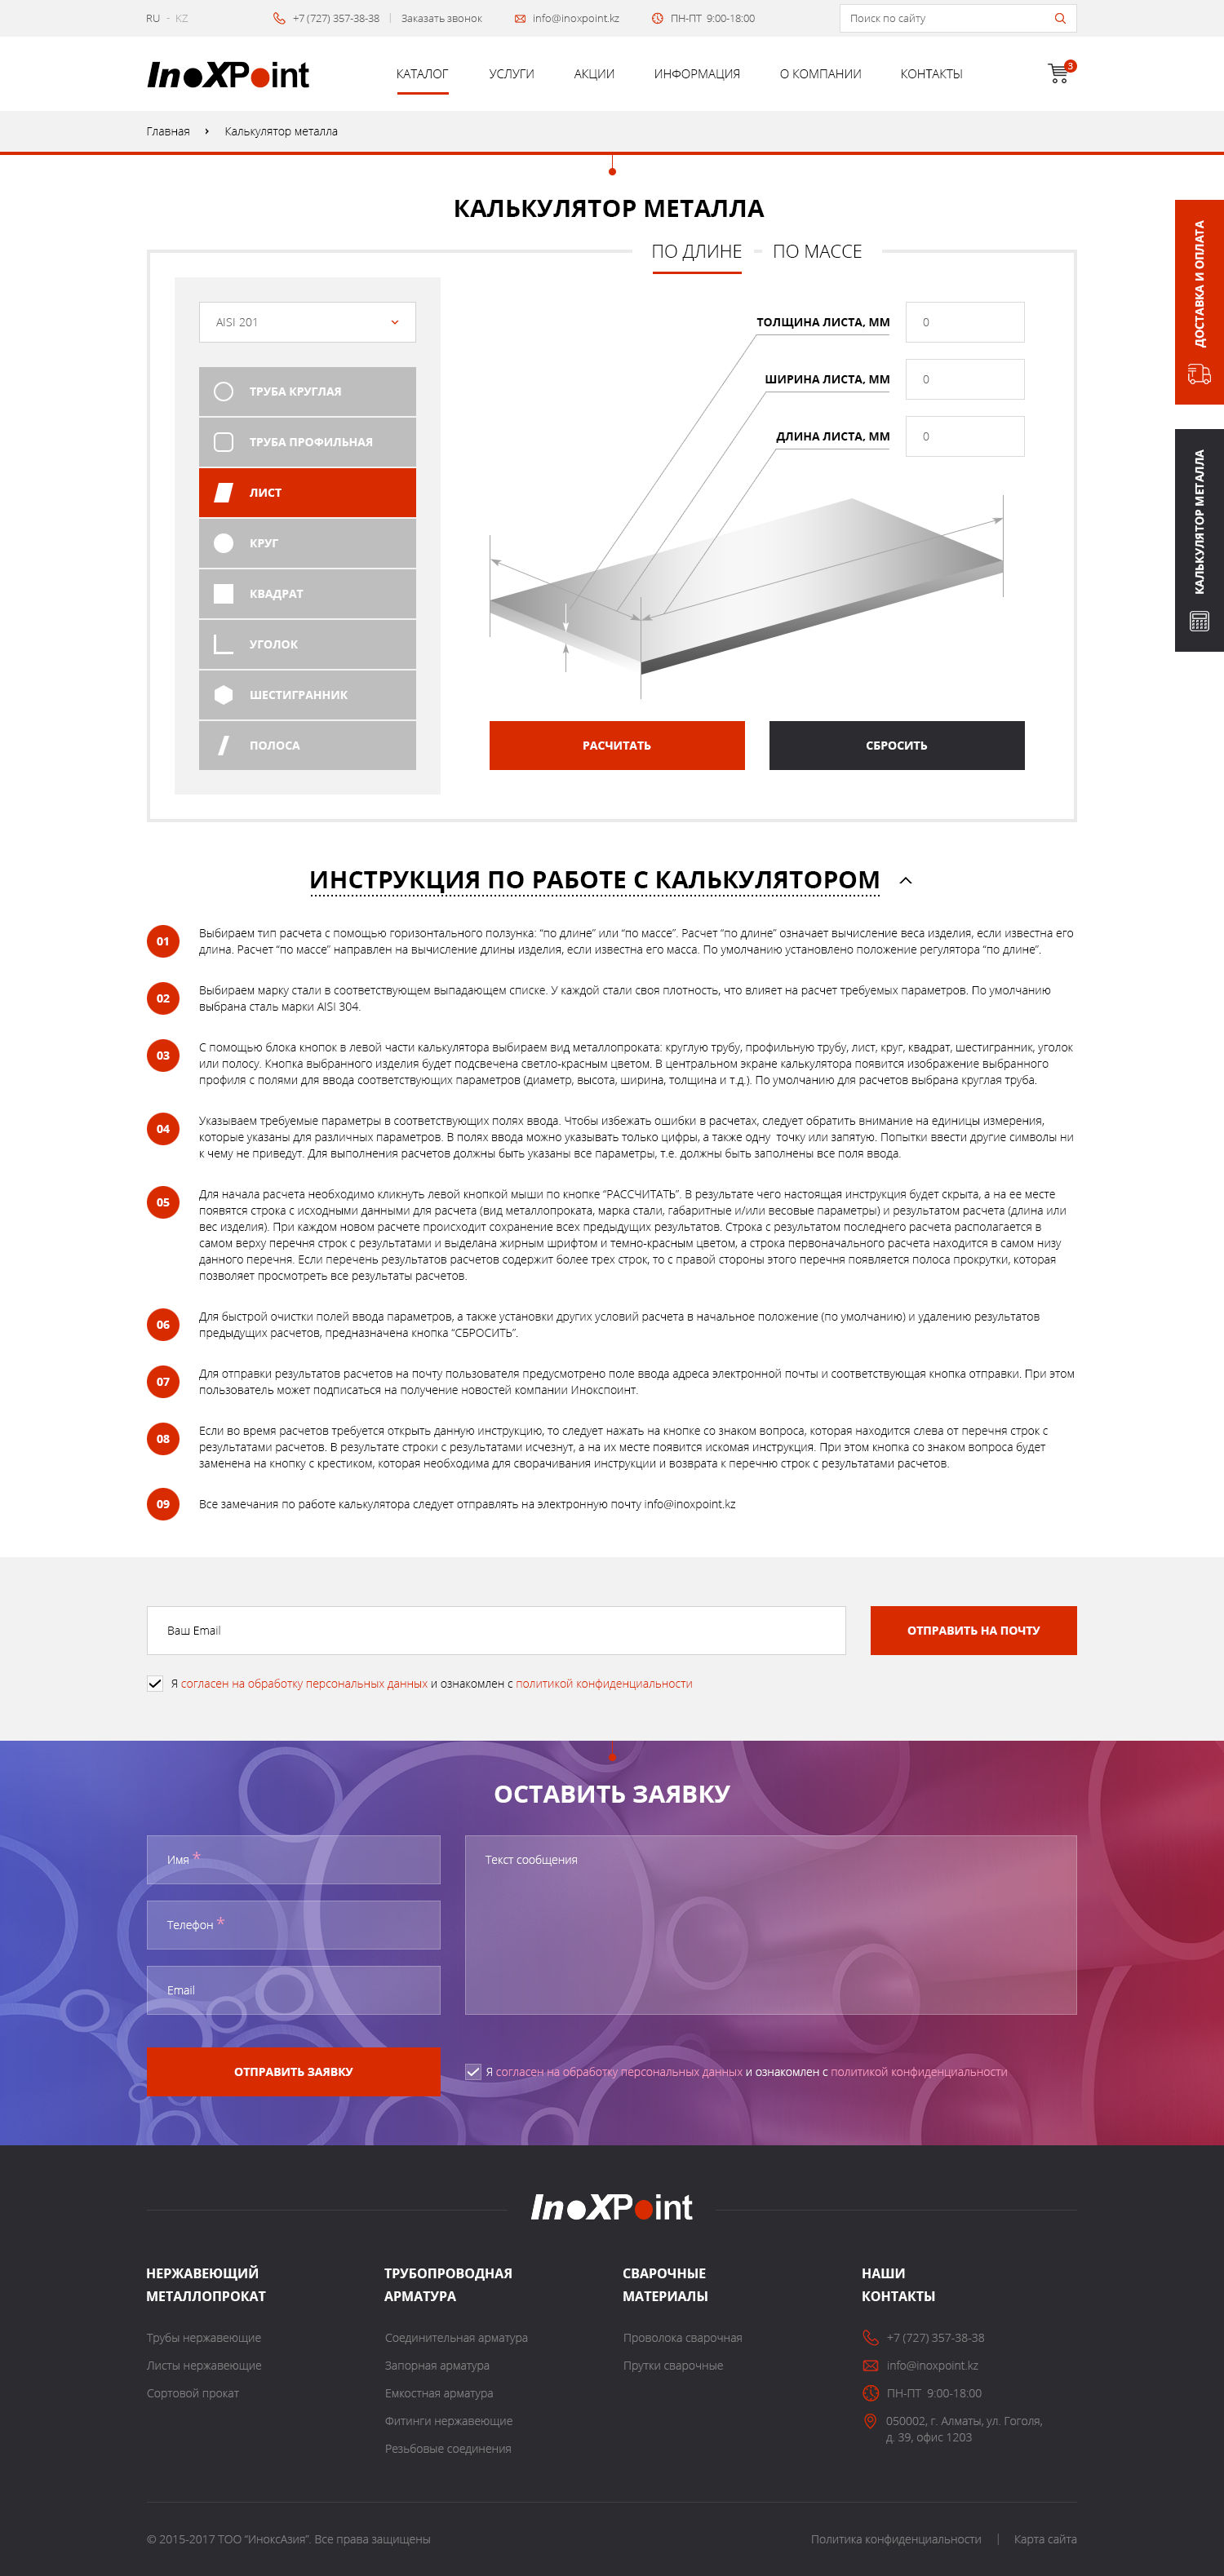 RU - KZ
+7 (727) 357-38-38 | Заказать звонок
info@inoxpoint.kz
ПН-ПТ 9:00-18:00
Поиск по сайту
InoXPoint
КАТАЛОГ
УСЛУГИ
АКЦИИ
ИНФОРМАЦИЯ
О КОМПАНИИ
КОНТАКТЫ
3
Главная › Калькулятор металла
КАЛЬКУЛЯТОР МЕТАЛЛА
ДОСТАВКА И ОПЛАТА
КАЛЬКУЛЯТОР МЕТАЛЛА
ПО ДЛИНЕ
ПО МАССЕ
AISI 201
ТРУБА КРУГЛАЯ
ТРУБА ПРОФИЛЬНАЯ
ЛИСТ
КРУГ
КВАДРАТ
УГОЛОК
ШЕСТИГРАННИК
ПОЛОСА
ТОЛЩИНА ЛИСТА, ММ
0
ШИРИНА ЛИСТА, ММ
0
ДЛИНА ЛИСТА, ММ
0
РАСЧИТАТЬ
СБРОСИТЬ
ИНСТРУКЦИЯ ПО РАБОТЕ С КАЛЬКУЛЯТОРОМ
01
Выбираем тип расчета с помощью горизонтального ползунка: “по длине” или “по массе”. Расчет “по длине” означает вычисление веса изделия, если известна его
длина. Расчет “по массе” направлен на вычисление длины изделия, если известна его масса. По умолчанию установлено положение регулятора “по длине”.
02
Выбираем марку стали в соответствующем выпадающем списке. У каждой стали своя плотность, что влияет на расчет требуемых параметров. По умолчанию
выбрана сталь марки AISI 304.
03
С помощью блока кнопок в левой части калькулятора выбираем вид металлопроката: круглую трубу, профильную трубу, лист, круг, квадрат, шестигранник, уголок
или полосу. Кнопка выбранного изделия будет подсвечена светло-красным цветом. В центральном экране калькулятора появится изображение выбранного
профиля с полями для ввода соответствующих параметров (диаметр, высота, ширина, толщина и т.д.). По умолчанию для расчетов выбрана круглая труба.
04
Указываем требуемые параметры в соответствующих полях ввода. Чтобы избежать ошибки в расчетах, следует обратить внимание на единицы измерения,
которые указаны для различных параметров. В полях ввода можно указывать только цифры, а также одну точку или запятую. Попытки ввести другие символы ни
к чему не приведут. Для выполнения расчетов должны быть указаны все параметры, т.е. должны быть заполнены все поля ввода.
05
Для начала расчета необходимо кликнуть левой кнопкой мыши по кнопке “РАССЧИТАТЬ”. В результате чего настоящая инструкция будет скрыта, а на ее месте
появятся строка с исходными данными для расчета (вид металлопроката, марка стали, габаритные и/или весовые параметры) и результатом расчета (длина или
вес изделия). При каждом новом расчете происходит сохранение всех предыдущих результатов. Строка с результатом последнего расчета располагается в
самом верху перечня строк с результатами и выделана жирным шрифтом и темно-красным цветом, а строка первоначального расчета находится в самом низу
данного перечня. Если перечень результатов расчетов содержит более трех строк, то с правой стороны этого перечня появляется полоса прокрутки, которая
позволяет просмотреть все результаты расчетов.
06
Для быстрой очистки полей ввода параметров, а также установки других условий расчета в начальное положение (по умолчанию) и удалению результатов
предыдущих расчетов, предназначена кнопка “СБРОСИТЬ”.
07
Для отправки результатов расчетов на почту пользователя предусмотрено поле ввода адреса электронной почты и соответствующая кнопка отправки. При этом
пользователь может подписаться на получение новостей компании Инокспоинт.
08
Если во время расчетов требуется открыть данную инструкцию, то следует нажать на кнопке со знаком вопроса, которая находится слева от перечня строк с
результатами расчетов. В результате строки с результатами исчезнут, а на их месте появится искомая инструкция. При этом кнопка со знаком вопроса будет
заменена на кнопку с крестиком, которая необходима для сворачивания инструкции и возврата к перечню строк с результатами расчетов.
09
Все замечания по работе калькулятора следует отправлять на электронную почту info@inoxpoint.kz
Ваш Email
ОТПРАВИТЬ НА ПОЧТУ
Я согласен на обработку персональных данных и ознакомлен с политикой конфиденциальности
ОСТАВИТЬ ЗАЯВКУ
Имя *
Телефон *
Email
Текст сообщения
ОТПРАВИТЬ ЗАЯВКУ
Я согласен на обработку персональных данных и ознакомлен с политикой конфиденциальности
InoXPoint
НЕРЖАВЕЮЩИЙ
МЕТАЛЛОПРОКАТ
Трубы нержавеющие
Листы нержавеющие
Сортовой прокат
ТРУБОПРОВОДНАЯ
АРМАТУРА
Соединительная арматура
Запорная арматура
Емкостная арматура
Фитинги нержавеющие
Резьбовые соединения
СВАРОЧНЫЕ
МАТЕРИАЛЫ
Проволока сварочная
Прутки сварочные
НАШИ
КОНТАКТЫ
+7 (727) 357-38-38
info@inoxpoint.kz
ПН-ПТ 9:00-18:00
050002, г. Алматы, ул. Гоголя,
д. 39, офис 1203
© 2015-2017 ТОО “ИноксАзия”. Все права защищены
Политика конфиденциальности | Карта сайта